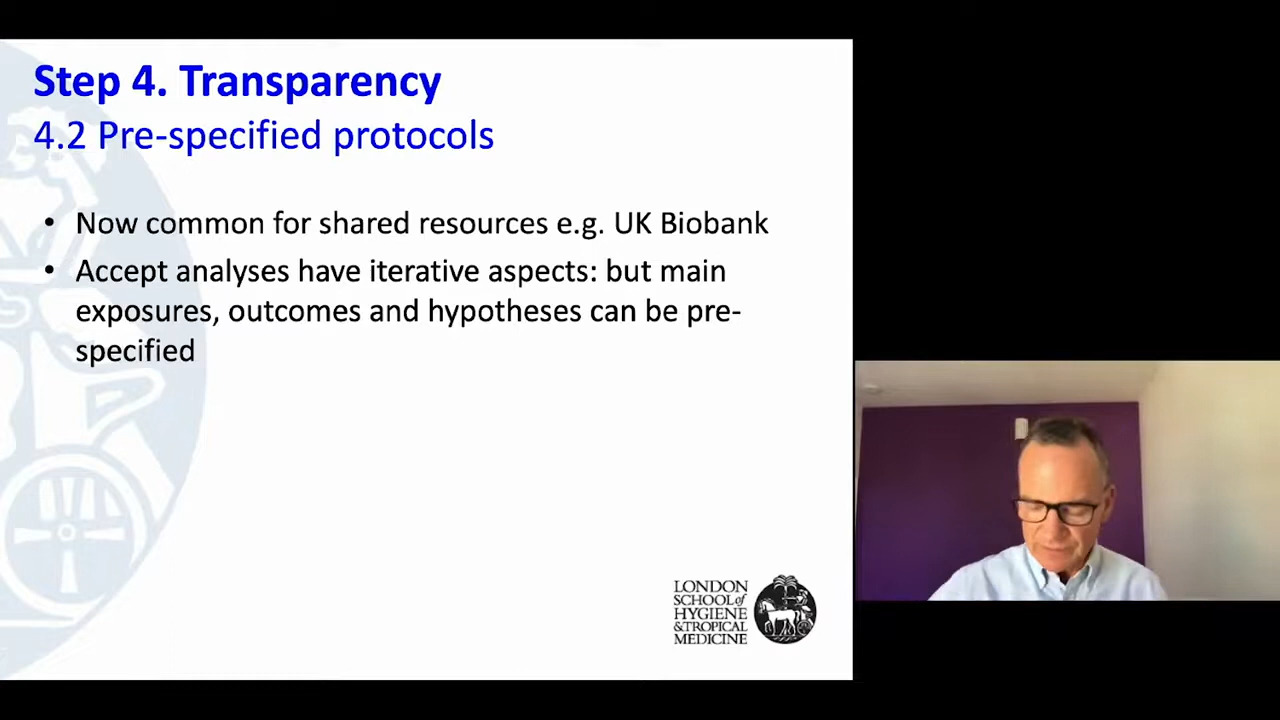 Step 4. Transparency
4.2 Pre-specified protocols
• Now common for shared resources e.g. UK Biobank
• Accept analyses have iterative aspects: but main
exposures, outcomes and hypotheses can be pre-
specified
LONDON
SCHOOL of
HYGIENE
& TROPICAL
MEDICINE